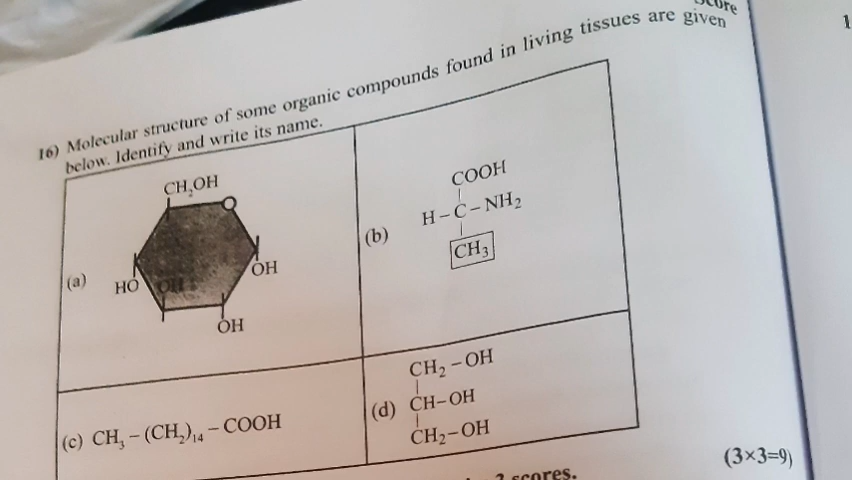 16) Molecular structure of some organic compounds found in living tissues are given
below. Identify and write its name.
(a)
CH₂OH
O
HO
OH
OH
OH
(b)
COOH
H – C – NH₂
CH₃
(c) CH₃ – (CH₂)₁₄ – COOH
(d)
CH₂ – OH
CH – OH
CH₂ – OH
(3×3=9)
scores.
1